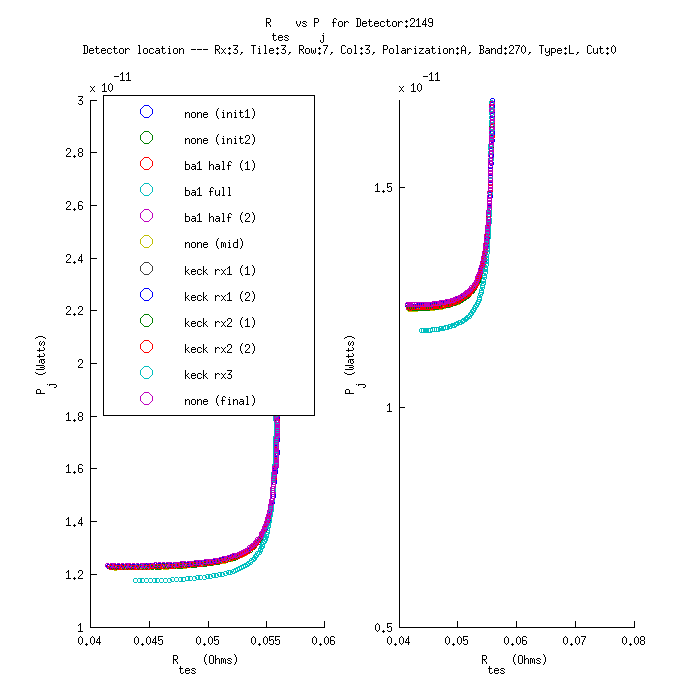 R    vs P  for Detector:2149
tes    j
Detector location --- Rx:3, Tile:3, Row:7, Col:3, Polarization:A, Band:270, Type:L, Cut:0
x 10-11
x 10-11
3
2.8
2.6
2.4
2.2
2
1.8
1.6
1.4
1.2
1
none (init1)
none (init2)
ba1 half (1)
ba1 full
ba1 half (2)
none (mid)
keck rx1 (1)
keck rx1 (2)
keck rx2 (1)
keck rx2 (2)
keck rx3
none (final)
Pj (Watts)
0.04 0.045 0.05 0.055 0.06
Rtes (Ohms)
1.5
1
0.5
Pj (Watts)
0.04 0.05 0.06 0.07 0.08
Rtes (Ohms)